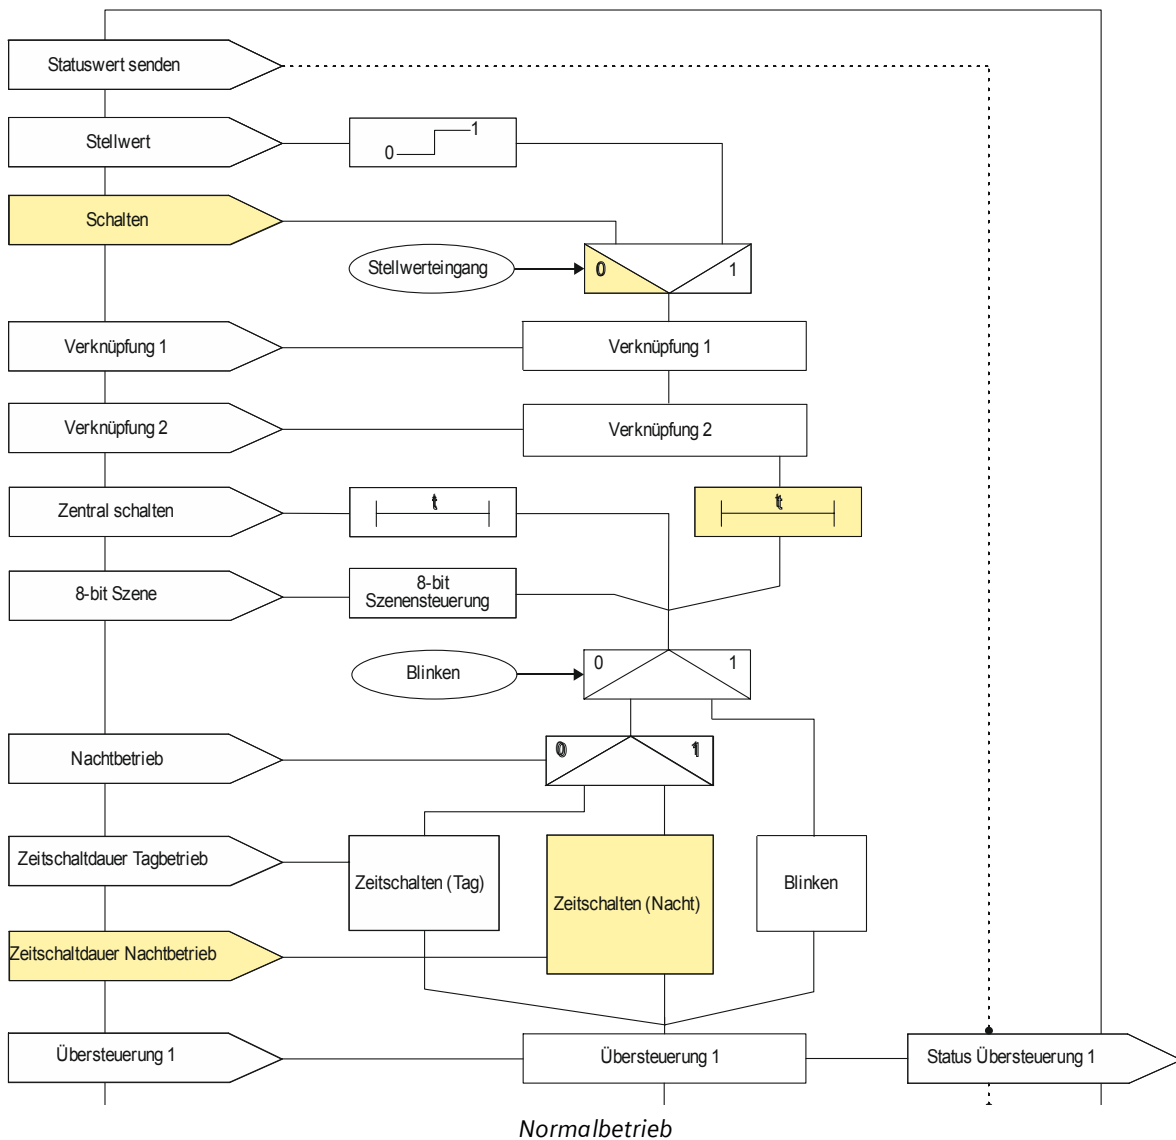 Statuswert senden
Stellwert
0
1
Schalten
Stellwerteingang
0
1
Verknüpfung 1
Verknüpfung 1
Verknüpfung 2
Verknüpfung 2
Zentral schalten
t
t
8-bit Szene
8-bit
Szenensteuerung
0
1
Blinken
0
1
Nachtbetrieb
Zeitschaltdauer Tagbetrieb
Zeitschalten (Tag)
Zeitschalten (Nacht)
Blinken
Zeitschaltdauer Nachtbetrieb
Übersteuerung 1
Übersteuerung 1
Status Übersteuerung 1
Normalbetrieb